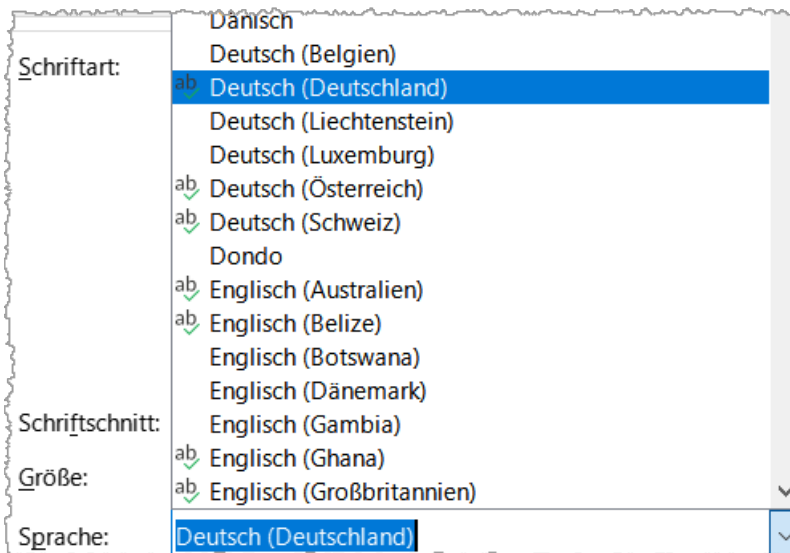 Dänisch
Schriftart:
Deutsch (Belgien)
ab Deutsch (Deutschland)
Deutsch (Liechtenstein)
Deutsch (Luxemburg)
ab Deutsch (Österreich)
ab Deutsch (Schweiz)
Dondo
ab Englisch (Australien)
ab Englisch (Belize)
Englisch (Botswana)
Englisch (Dänemark)
Schriftschnitt:
Englisch (Gambia)
ab Englisch (Ghana)
Größe:
ab Englisch (Großbritannien)
Sprache: Deutsch (Deutschland)